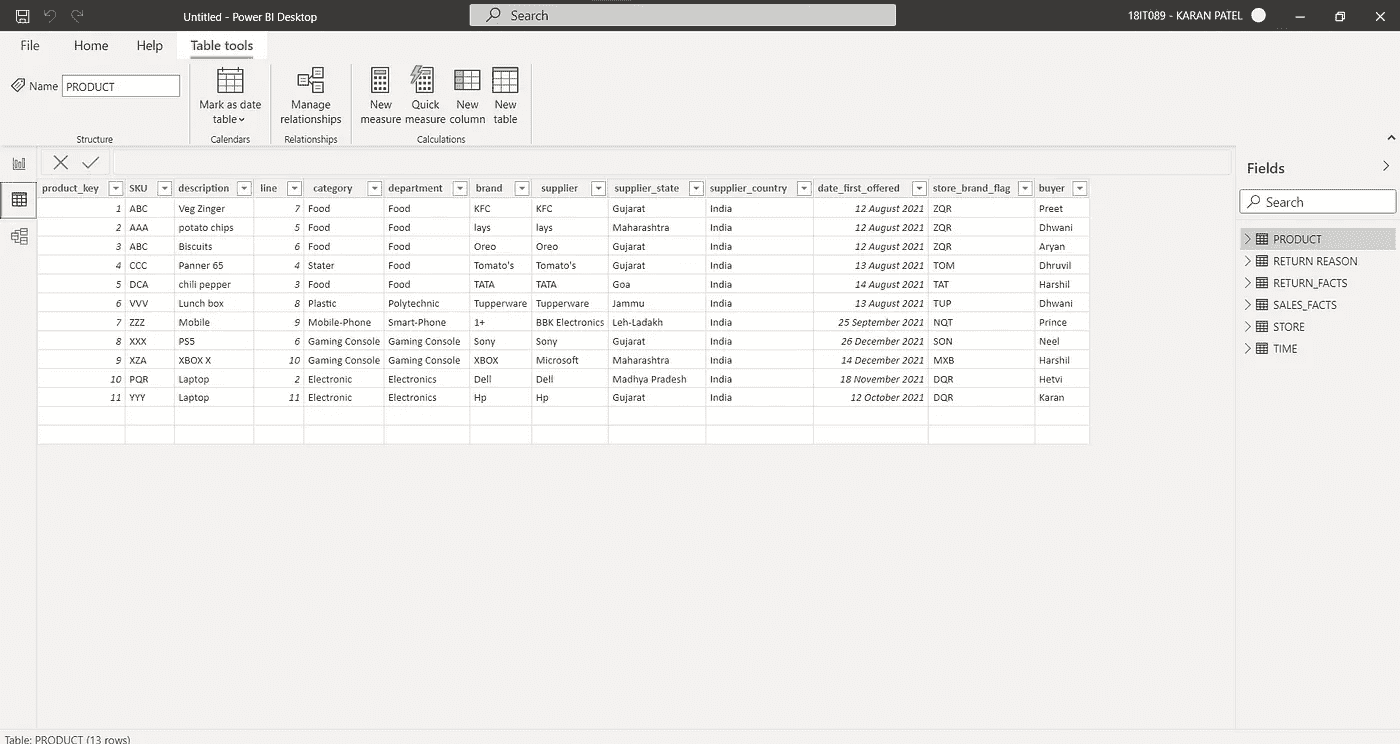 Untitled - Power BI Desktop Search 18IT089 - KARAN PATEL
File Home Help Table tools
Name PRODUCT
Mark as date table
Manage relationships
New measure
Quick measure
New column
New table
Structure Calendars Relationships Calculations
product_key SKU description line category department brand supplier supplier_state supplier_country date_first_offered store_brand_flag buyer
1 ABC Veg Zinger 7 Food Food KFC KFC Gujarat India 12 August 2021 ZQR Preet
2 AAA potato chips 5 Food Food lays lays Maharashtra India 12 August 2021 ZQR Dhwani
3 ABC Biscuits 6 Food Food Oreo Oreo Gujarat India 12 August 2021 ZQR Aryan
4 CCC Panner 65 4 Stater Food Tomato's Tomato's Gujarat India 13 August 2021 TOM Dhruvil
5 DCA chili pepper 3 Food Food TATA TATA Goa India 14 August 2021 TAT Harshil
6 VVV Lunch box 8 Plastic Polytechnic Tupperware Tupperware Jammu India 13 August 2021 TUP Dhwani
7 ZZZ Mobile 9 Mobile-Phone Smart-Phone 1+ BBK Electronics Leh-Ladakh India 25 September 2021 NQT Prince
8 XXX PS5 6 Gaming Console Gaming Console Sony Sony Gujarat India 26 December 2021 SON Neel
9 XZA XBOX X 10 Gaming Console Gaming Console XBOX Microsoft Maharashtra India 14 December 2021 MXB Harshil
10 PQR Laptop 2 Electronic Electronics Dell Dell Madhya Pradesh India 18 November 2021 DQR Hetvi
11 YYY Laptop 11 Electronic Electronics Hp Hp Gujarat India 12 October 2021 DQR Karan
Fields
Search
PRODUCT
RETURN REASON
RETURN_FACTS
SALES_FACTS
STORE
TIME
Table: PRODUCT (13 rows)